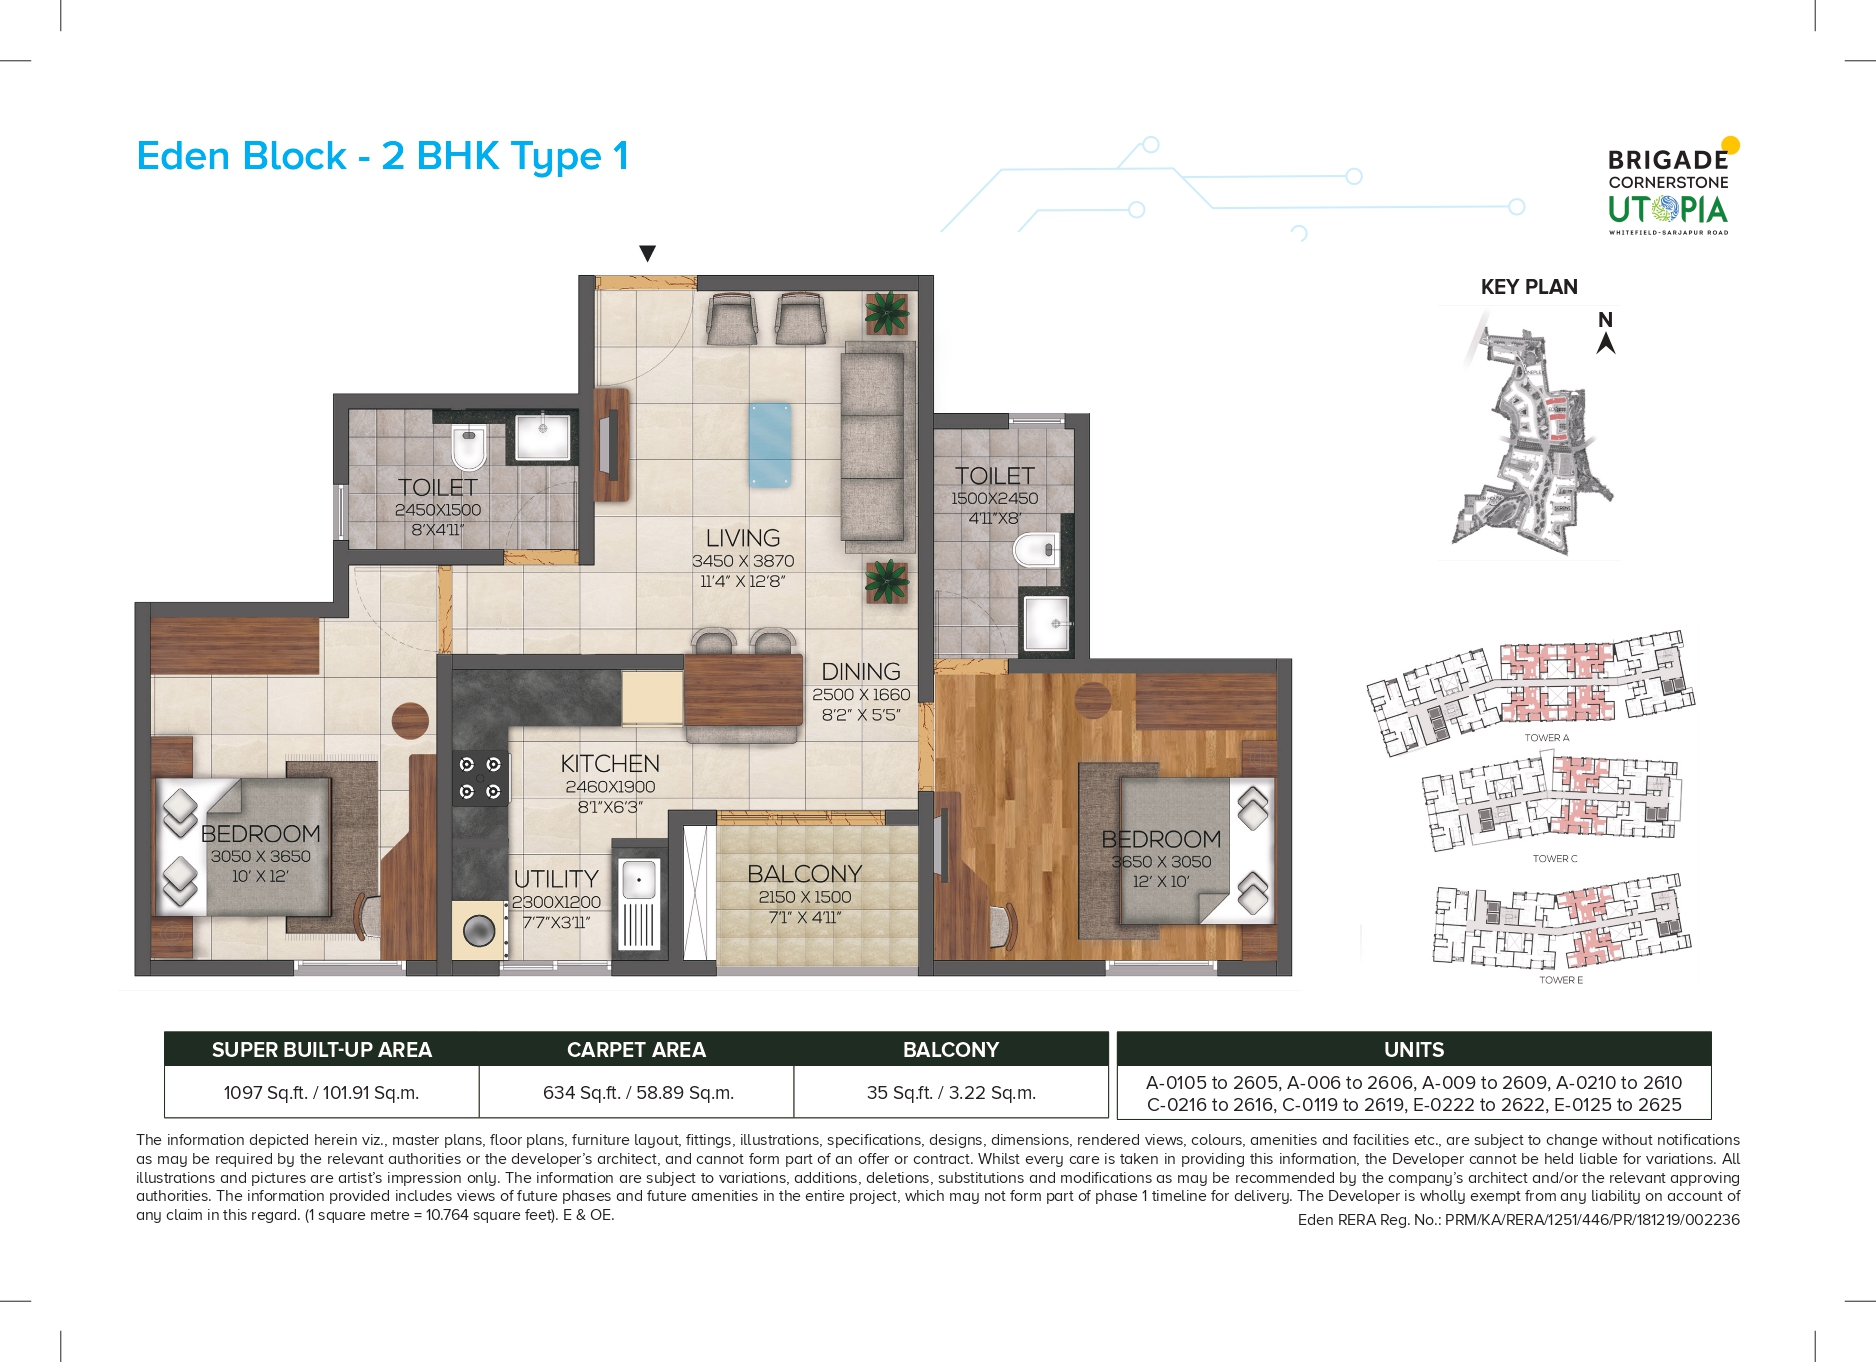 Eden Block - 2 BHK Type 1
BRIGADE
CORNERSTONE
UTOPIA
WHITEFIELD-SARJAPUR ROAD
KEY PLAN
N
TOILET
2450X1500
8'X4'11"
LIVING
3450 X 3870
11'4" X 12'8"
TOILET
1500X2450
4'11"X8'
DINING
2500 X 1660
8'2" X 5'5"
KITCHEN
2460X1900
8'1"X6'3"
BEDROOM
3050 X 3650
10' X 12'
UTILITY
2300X1200
7'7"X3'11"
BALCONY
2150 X 1500
7'1" X 4'11"
BEDROOM
3650 X 3050
12' X 10'
TOWER A
TOWER C
TOWER E
SUPER BUILT-UP AREA CARPET AREA BALCONY UNITS
1097 Sq.ft. / 101.91 Sq.m. 634 Sq.ft. / 58.89 Sq.m. 35 Sq.ft. / 3.22 Sq.m.
A-0105 to 2605, A-006 to 2606, A-009 to 2609, A-0210 to 2610
C-0216 to 2616, C-0119 to 2619, E-0222 to 2622, E-0125 to 2625
The information depicted herein viz., master plans, floor plans, furniture layout, fittings, illustrations, specifications, designs, dimensions, rendered views, colours, amenities and facilities etc., are subject to change without notifications
as may be required by the relevant authorities or the developer's architect, and cannot form part of an offer or contract. Whilst every care is taken in providing this information, the Developer cannot be held liable for variations. All
illustrations and pictures are artist's impression only. The information are subject to variations, additions, deletions, substitutions and modifications as may be recommended by the company's architect and/or the relevant approving
authorities. The information provided includes views of future phases and future amenities in the entire project, which may not form part of phase 1 timeline for delivery. The Developer is wholly exempt from any liability on account of
any claim in this regard. (1 square metre = 10.764 square feet). E & OE.
Eden RERA Reg. No.: PRM/KA/RERA/1251/446/PR/181219/002236